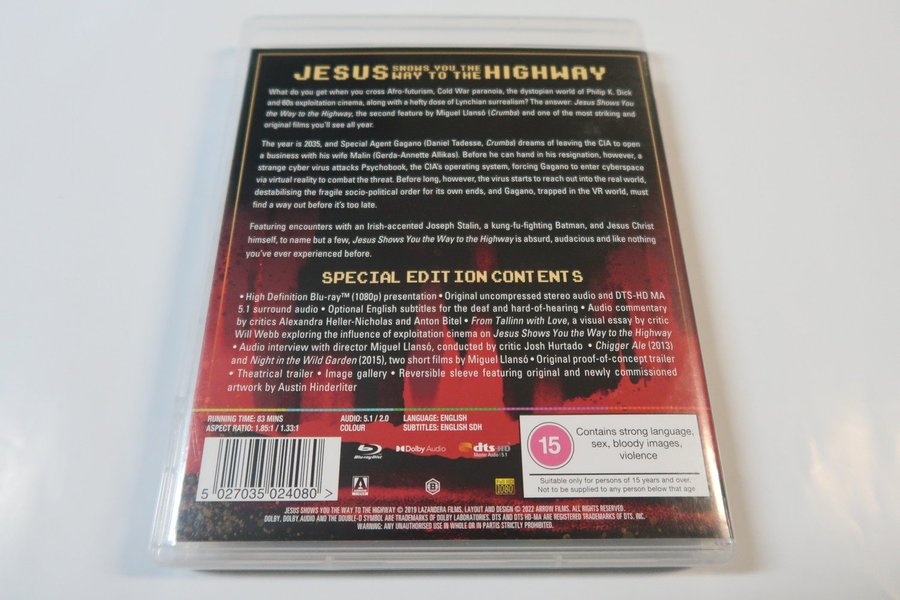 JESUS SHOWS YOU THE WAY TO THE HIGHWAY
What do you get when you cross Afro-futurism, Cold War paranoia, the dystopian world of Philip K. Dick
and 60s exploitation cinema, along with a hefty dose of Lynchian surrealism? The answer: Jesus Shows You
the Way to the Highway, the second feature by Miguel Llansó (Crumbs) and one of the most striking and
original films you'll see all year.
The year is 2035, and Special Agent Gagano (Daniel Tadesse, Crumbs) dreams of leaving the CIA to open
a business with his wife Malin (Gerda-Annette Allikas). Before he can hand in his resignation, however, a
strange cyber virus attacks Psychobook, the CIA's operating system, forcing Gagano to enter cyberspace
via virtual reality to combat the threat. Before long, however, the virus starts to reach out into the real world,
destabilising the fragile socio-political order for its own ends, and Gagano, trapped in the VR world, must
find a way out before it's too late.
Featuring encounters with an Irish-accented Joseph Stalin, a kung-fu-fighting Batman, and Jesus Christ
himself, to name but a few, Jesus Shows You the Way to the Highway is absurd, audacious and like nothing
you've ever experienced before.
SPECIAL EDITION CONTENTS
• High Definition Blu-ray™ (1080p) presentation • Original uncompressed stereo audio and DTS-HD MA
5.1 surround audio • Optional English subtitles for the deaf and hard-of-hearing • Audio commentary
by critics Alexandra Heller-Nicholas and Anton Bitel • From Tallinn with Love, a visual essay by critic
Will Webb exploring the influence of exploitation cinema on Jesus Shows You the Way to the Highway
• Audio interview with director Miguel Llansó, conducted by critic Josh Hurtado • Chigger Ale (2013)
and Night in the Wild Garden (2015), two short films by Miguel Llansó • Original proof-of-concept trailer
• Theatrical trailer • Image gallery • Reversible sleeve featuring original and newly commissioned
artwork by Austin Hinderliter
RUNNING TIME: 83 MINS AUDIO: 5.1 / 2.0 LANGUAGE: ENGLISH
ASPECT RATIO: 1.85:1 / 1.33:1 COLOUR SUBTITLES: ENGLISH SDH
Blu-ray Disc Dolby Audio dts-HD Master Audio | 5.1
15 Contains strong language,
sex, bloody images,
violence
Suitable only for persons of 15 years and over.
Not to be supplied to any person below that age
5 027035 024080 >
ARROW B 1080
JESUS SHOWS YOU THE WAY TO THE HIGHWAY © 2019 LAZANDERA FILMS, LAYOUT AND DESIGN © 2022 ARROW FILMS. ALL RIGHTS RESERVED.
DOLBY, DOLBY AUDIO AND THE DOUBLE-D SYMBOL ARE TRADEMARKS OF DOLBY LABORATORIES. DTS AND DTS HD-MA ARE REGISTERED TRADEMARKS OF DTS, INC.
WARNING: ANY UNAUTHORISED USE IN WHOLE OR IN PART IS STRICTLY PROHIBITED.